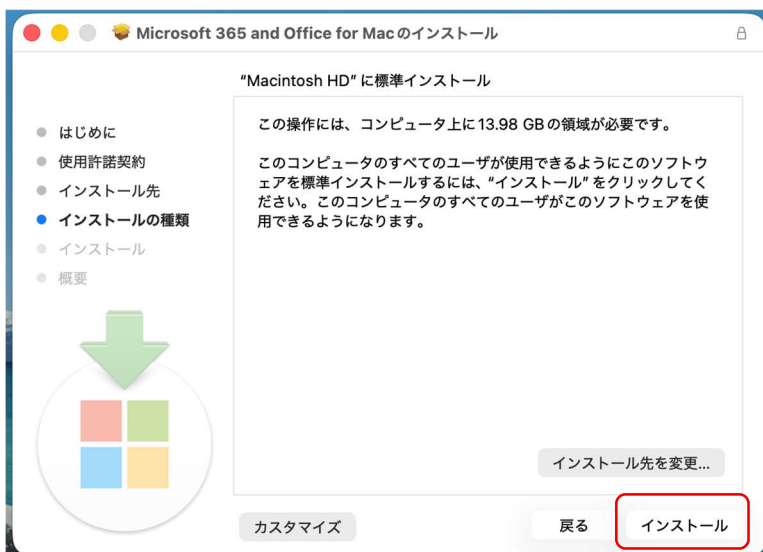 Microsoft 365 and Office for Macのインストール
“Macintosh HD” に標準インストール
はじめに
使用許諾契約
インストール先
インストールの種類
インストール
概要
この操作には、コンピュータ上に13.98 GBの領域が必要です。
このコンピュータのすべてのユーザが使用できるようにこのソフトウ
ェアを標準インストールするには、“インストール” をクリックしてく
ださい。このコンピュータのすべてのユーザがこのソフトウェアを使
用できるようになります。
インストール先を変更...
カスタマイズ
戻る
インストール